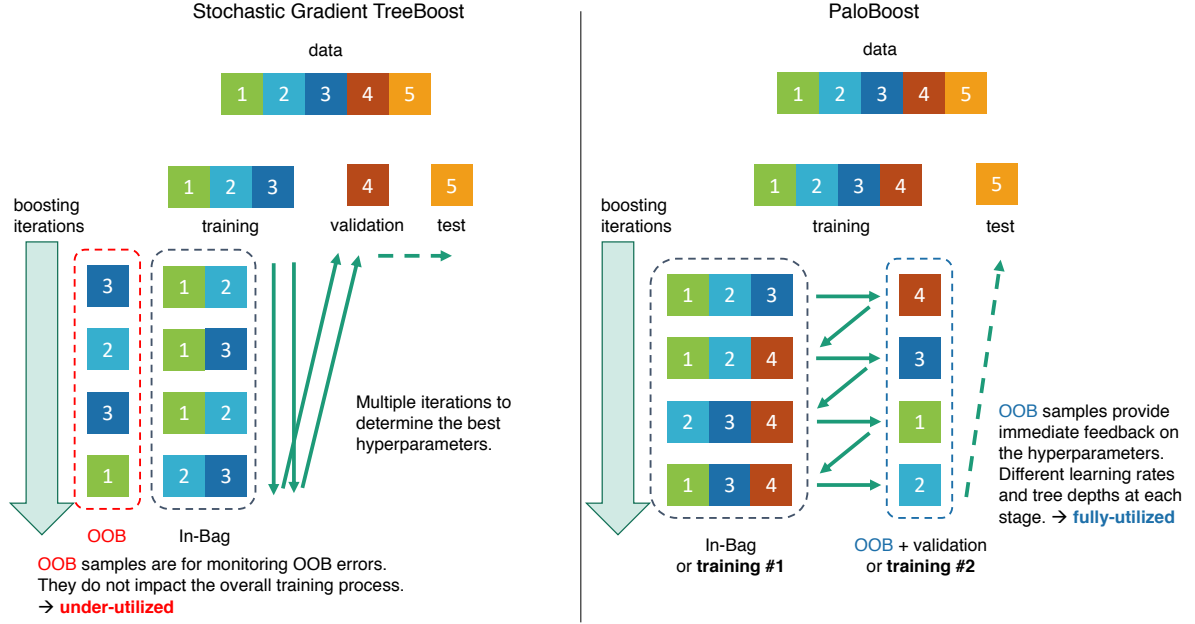 Stochastic Gradient TreeBoost
data
1 2 3 4 5
1 2 3
4
5
boosting
iterations
training
validation
test
3
1 2
2
1 3
3
1 2
1
2 3
Multiple iterations to
determine the best
hyperparameters.
OOB
In-Bag
OOB samples are for monitoring OOB errors.
They do not impact the overall training process.
→ under-utilized
PaloBoost
data
1 2 3 4 5
1 2 3 4
5
boosting
iterations
training
test
1 2 3
4
1 2 4
3
2 3 4
1
1 3 4
2
OOB samples provide
immediate feedback on
the hyperparameters.
Different learning rates
and tree depths at each
stage. → fully-utilized
In-Bag
or training #1
OOB + validation
or training #2